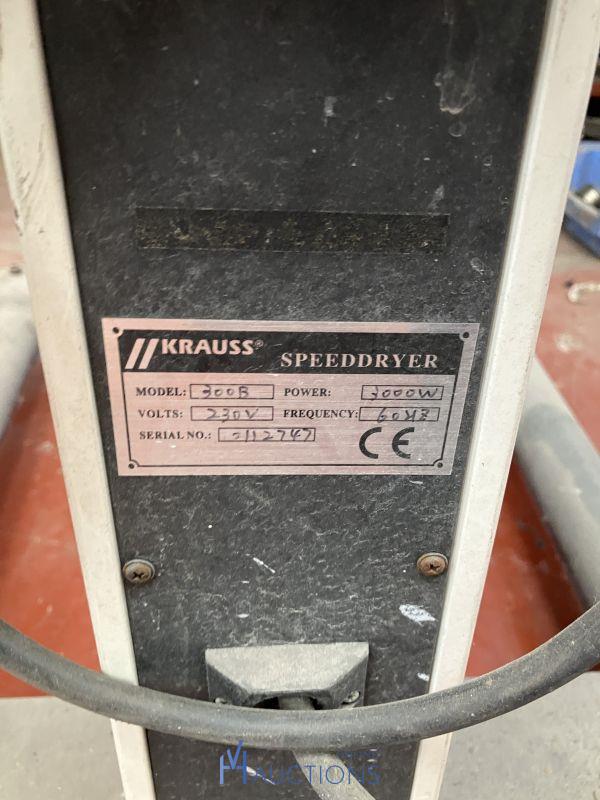 KRAUSS® SPEEDDRYER
MODEL: 300B POWER: 3000W
VOLTS: 230V FREQUENCY: 60HZ
SERIAL NO.: 0112747 CE
AUCTIONS